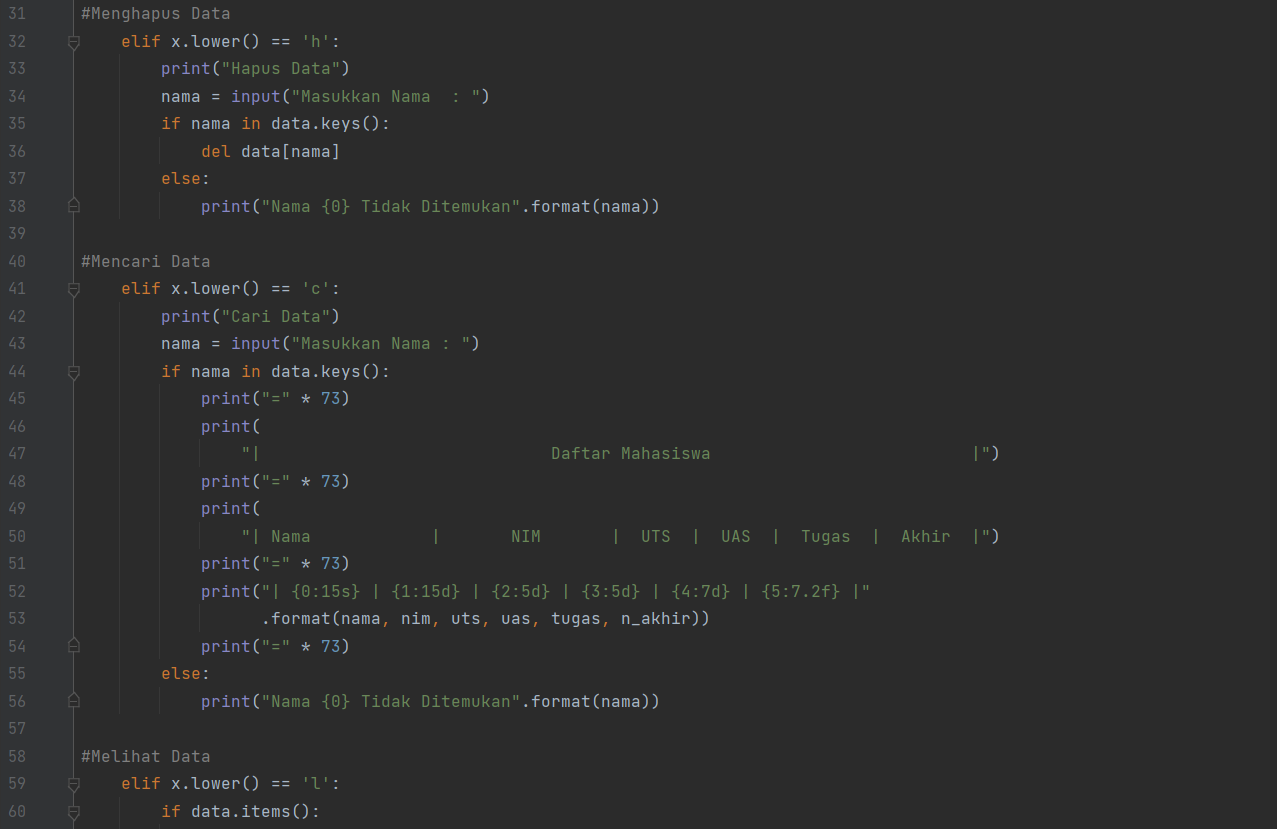 31 #Menghapus Data
32     elif x.lower() == 'h':
33         print("Hapus Data")
34         nama = input("Masukkan Nama  : ")
35         if nama in data.keys():
36             del data[nama]
37         else:
38             print("Nama {0} Tidak Ditemukan".format(nama))
39
40 #Mencari Data
41     elif x.lower() == 'c':
42         print("Cari Data")
43         nama = input("Masukkan Nama : ")
44         if nama in data.keys():
45             print("=" * 73)
46             print(
47                 "|                             Daftar Mahasiswa                          |")
48             print("=" * 73)
49             print(
50                 "| Nama            |       NIM       |  UTS  |  UAS  |  Tugas  |  Akhir  |")
51             print("=" * 73)
52             print("| {0:15s} | {1:15d} | {2:5d} | {3:5d} | {4:7d} | {5:7.2f} |"
53                   .format(nama, nim, uts, uas, tugas, n_akhir))
54             print("=" * 73)
55         else:
56             print("Nama {0} Tidak Ditemukan".format(nama))
57
58 #Melihat Data
59     elif x.lower() == 'l':
60         if data.items():